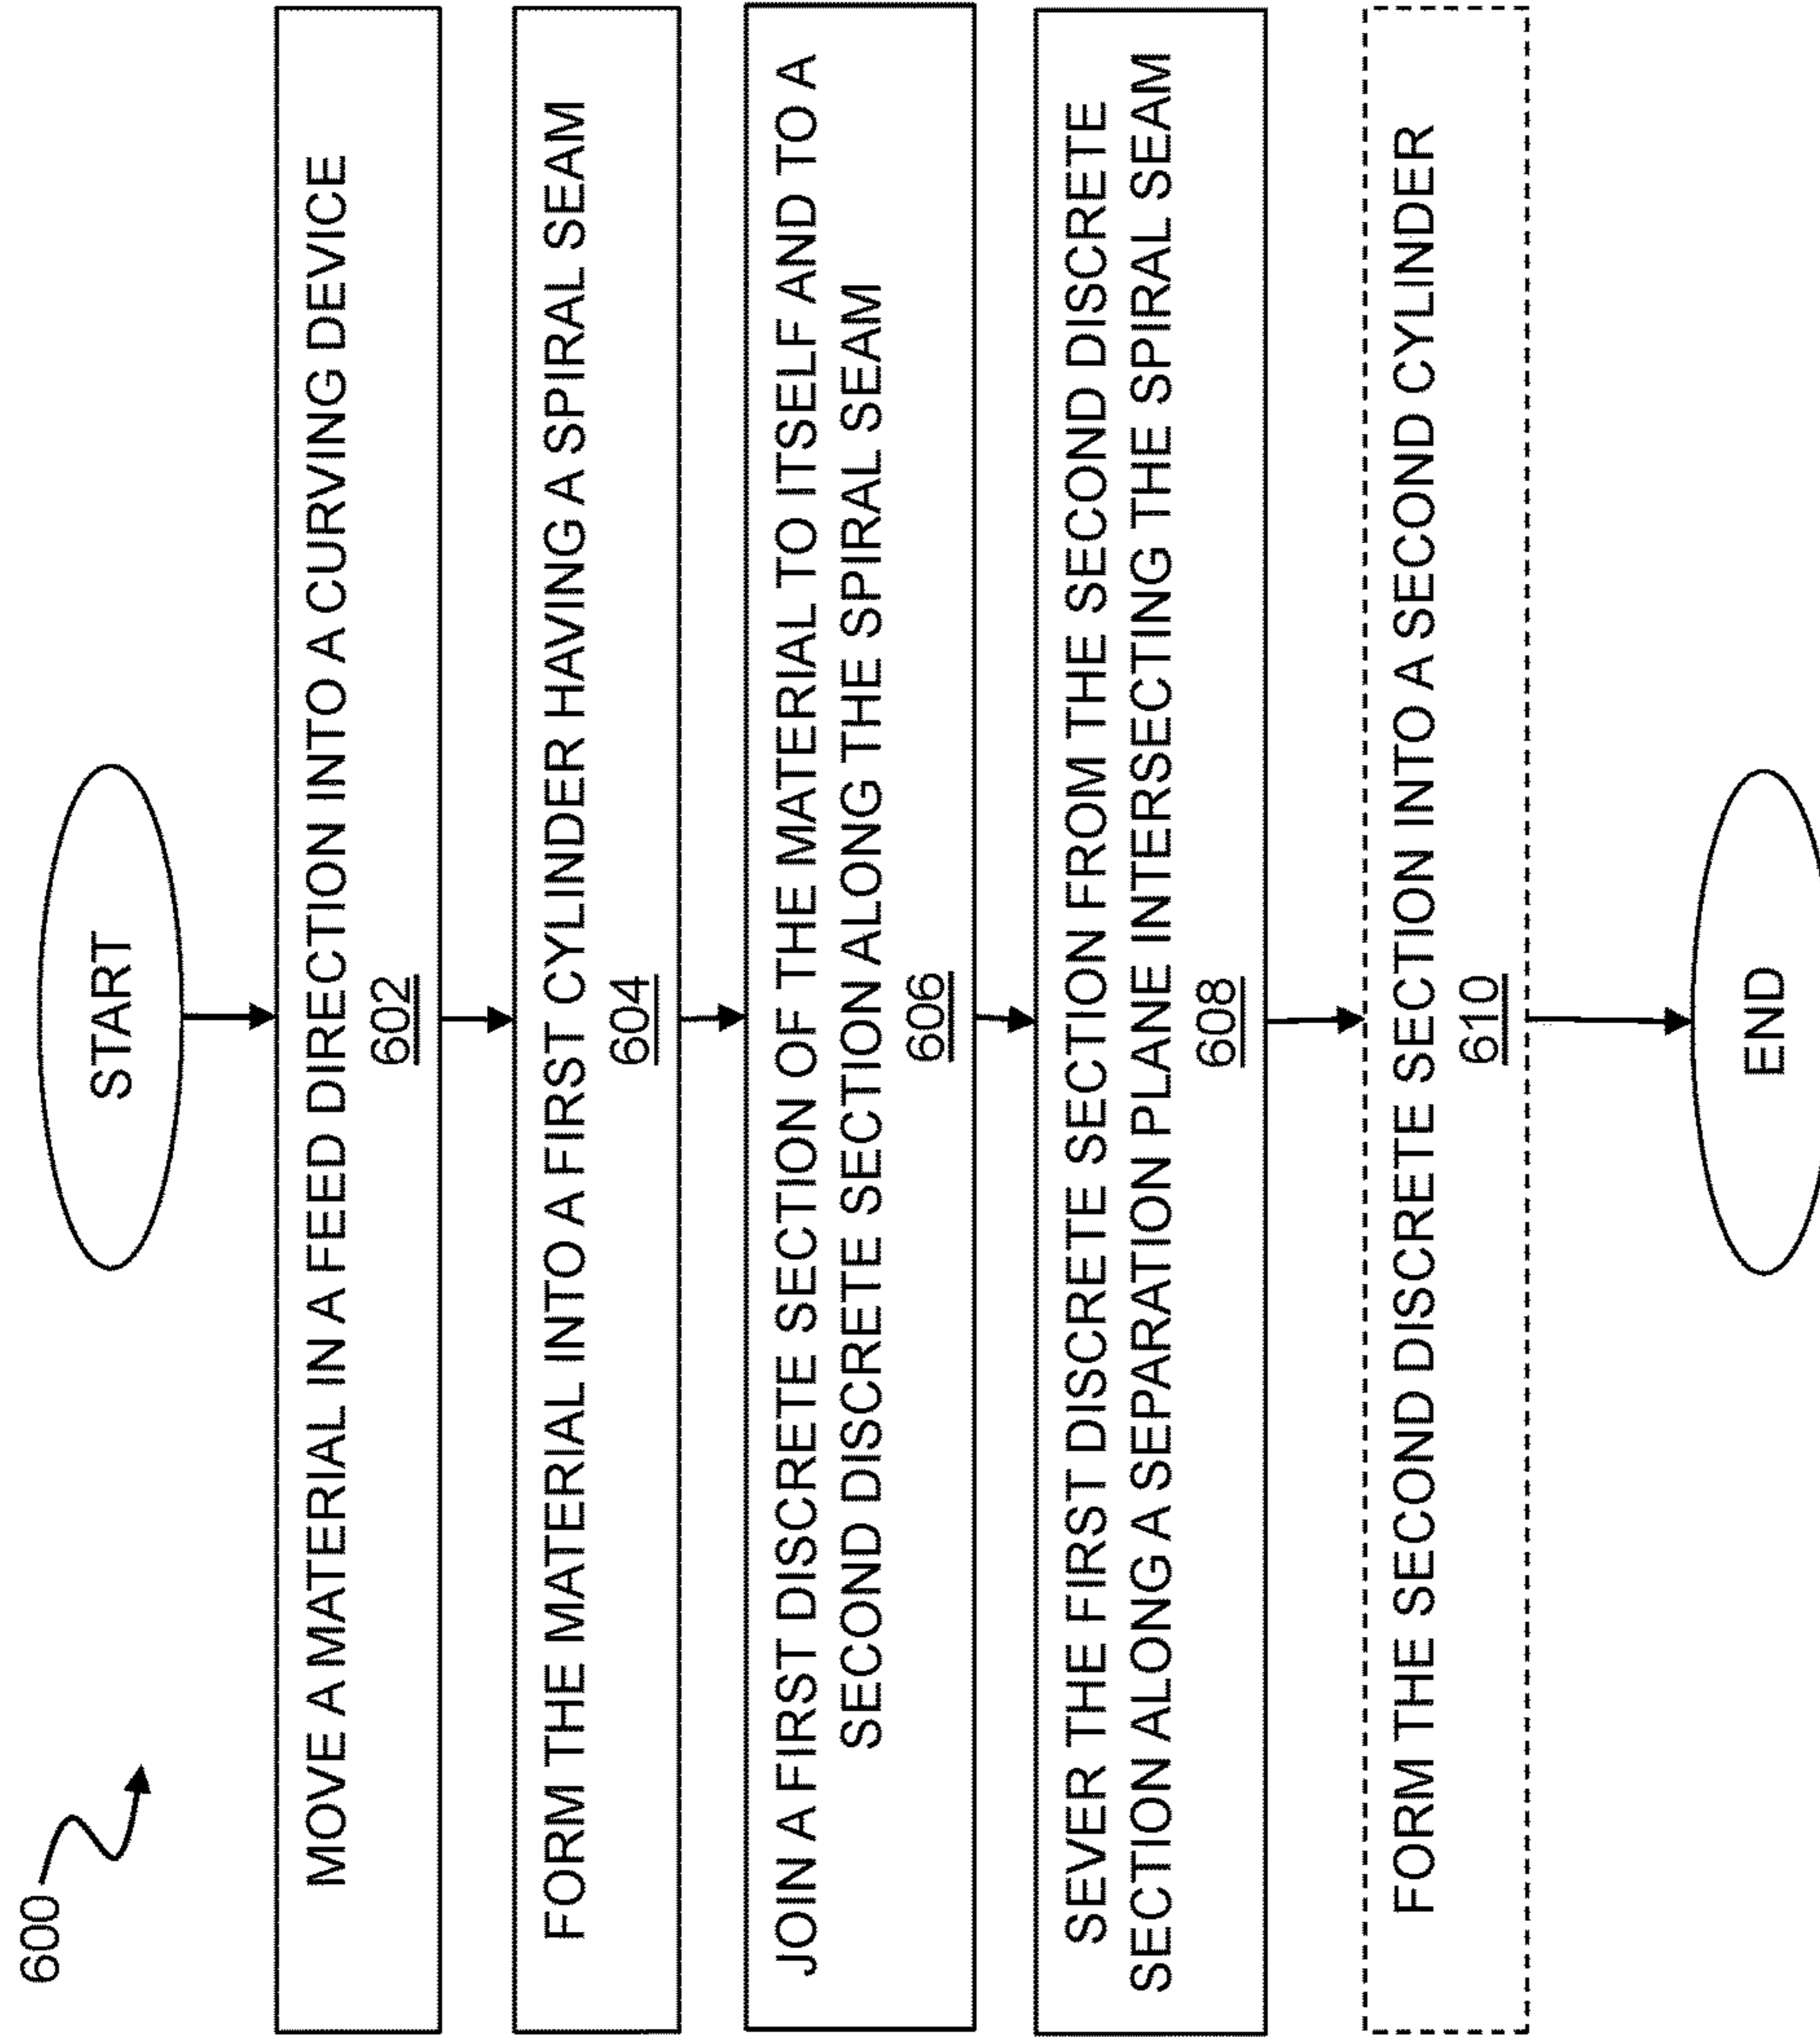 600
START
MOVE A MATERIAL IN A FEED DIRECTION INTO A CURVING DEVICE
602
FORM THE MATERIAL INTO A FIRST CYLINDER HAVING A SPIRAL SEAM
604
JOIN A FIRST DISCRETE SECTION OF THE MATERIAL TO ITSELF AND TO A
SECOND DISCRETE SECTION ALONG THE SPIRAL SEAM
606
SEVER THE FIRST DISCRETE SECTION FROM THE SECOND DISCRETE
SECTION ALONG A SEPARATION PLANE INTERSECTING THE SPIRAL SEAM
608
FORM THE SECOND DISCRETE SECTION INTO A SECOND CYLINDER
610
END